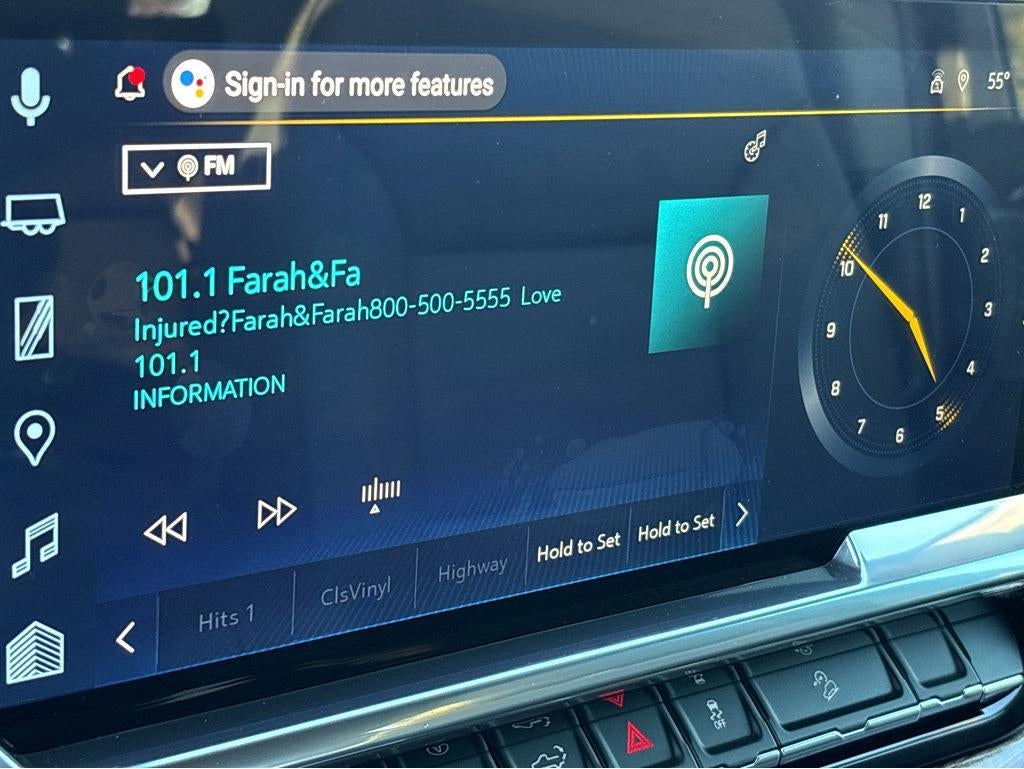 Sign-in for more features
55°
FM
101.1 Farah&Fa
Injured?Farah&Farah800-500-5555 Love
101.1
INFORMATION
12
1
2
3
4
5
6
7
8
9
10
11
Hits 1
ClsVinyl
Highway
Hold to Set
Hold to Set